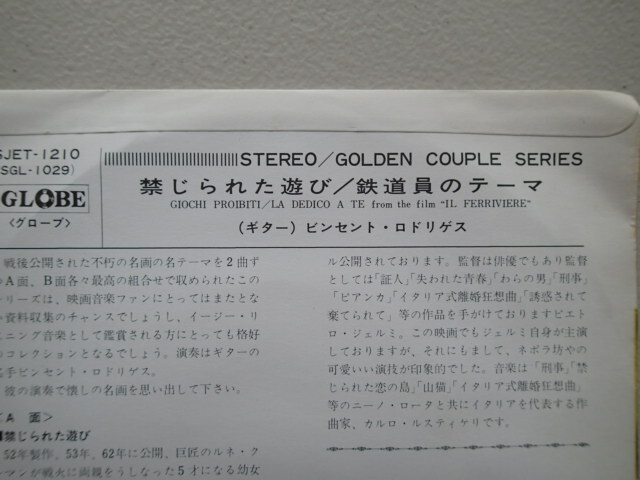 SJET-1210
SGL-1029)
GLOBE
〈グローブ〉
STEREO/GOLDEN COUPLE SERIES
禁じられた遊び/鉄道員のテーマ
GIOCHI PROIBITI/LA DEDICO A TE from the film "IL FERRIVIERE"
(ギター) ビンセント・ロドリゲス
戦後公開された不朽の名画の名テーマを2曲ず
A面、B面各々最高の組合せで収められたこの
リーズは、映画音楽ファンにとってはまたとな
資料収集のチャンスでしょうし、イージー・リ
ニング音楽として鑑賞される方にとっても格好
コレクションとなるでしょう。演奏はギターの
名手ビンセント・ロドリゲス。
彼の演奏で懐しの名画を思い出して下さい。
A 面>
禁じられた遊び
52年製作、53年、62年に公開、巨匠のルネ・ク
マンが戦火に両親をうしなった5才になる幼女
ル公開されております。監督は俳優でもあり監督
としては「証人」「失われた青春」「わらの男」「刑事」
「ビアンカ」「イタリア式離婚狂想曲」「誘惑されて
棄てられて」等の作品を手がけておりますピエト
ロ・ジェルミ。この映画でもジェルミ自身が主演
しておりますが、それにもまして、ネボラ坊やの
可愛いい演技が印象的でした。音楽は「刑事」「禁
じられた恋の島」「山猫」「イタリア式離婚狂想曲」
等のニーノ・ロータと共にイタリアを代表する作
曲家、カルロ・ルスティケリです。